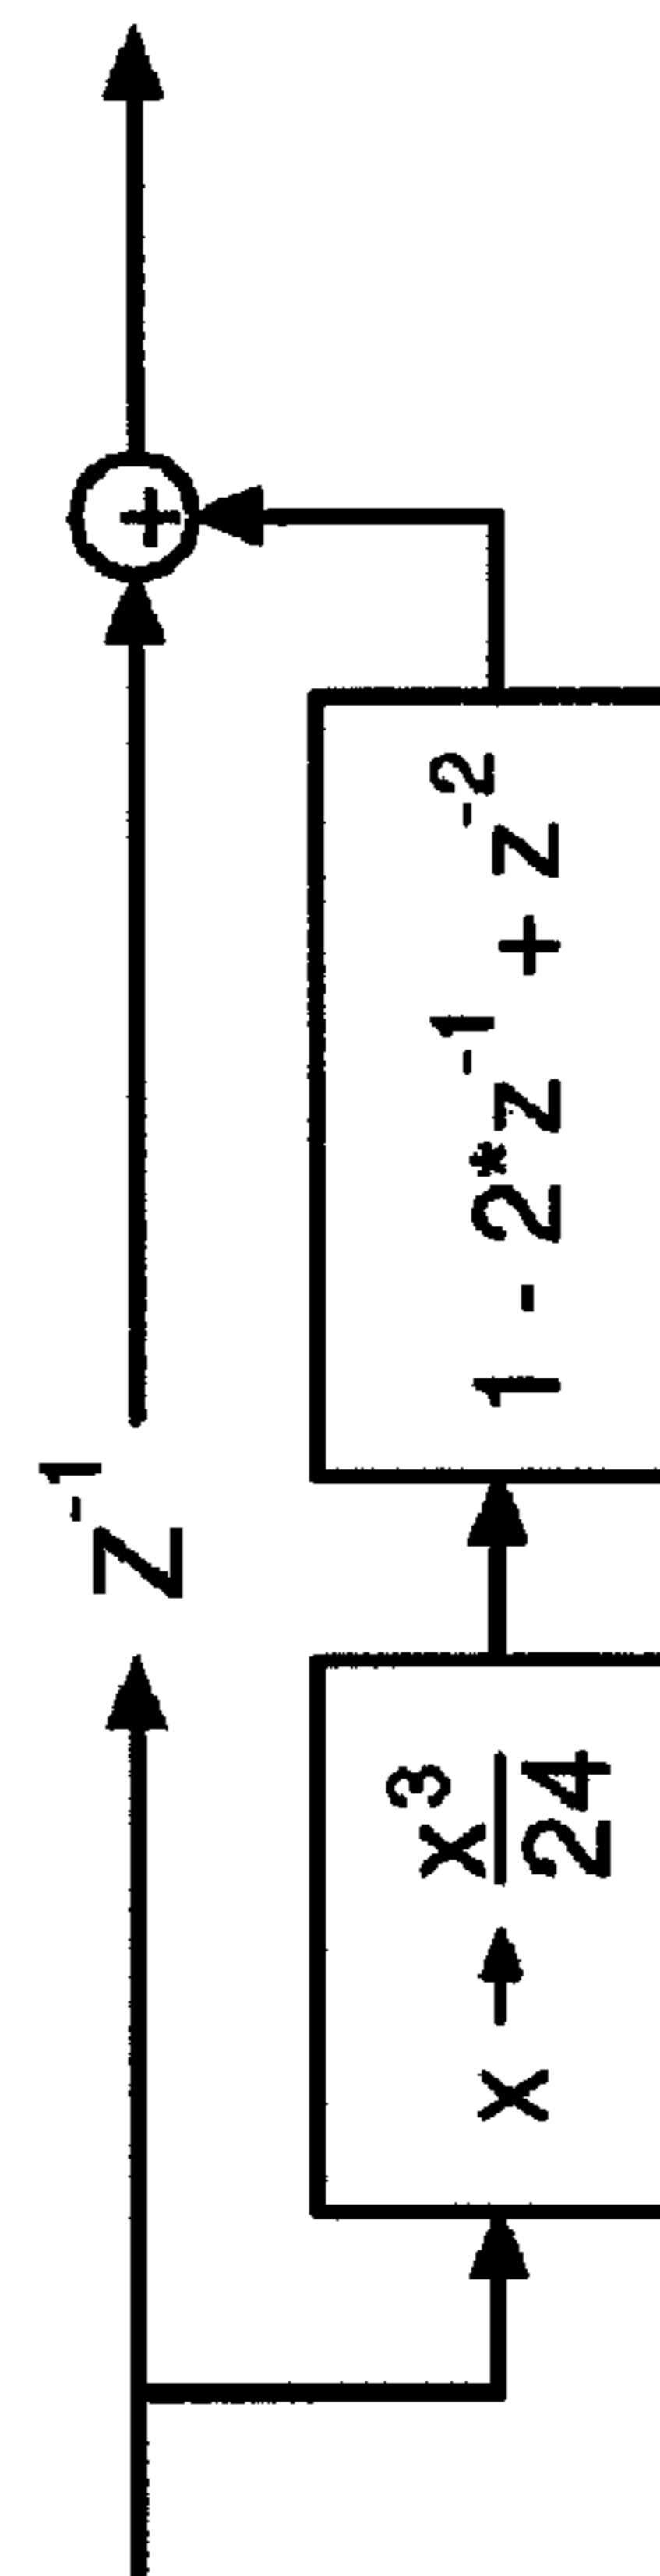 z⁻¹
+
x → x³/24
1 - 2*z⁻¹ + z⁻²